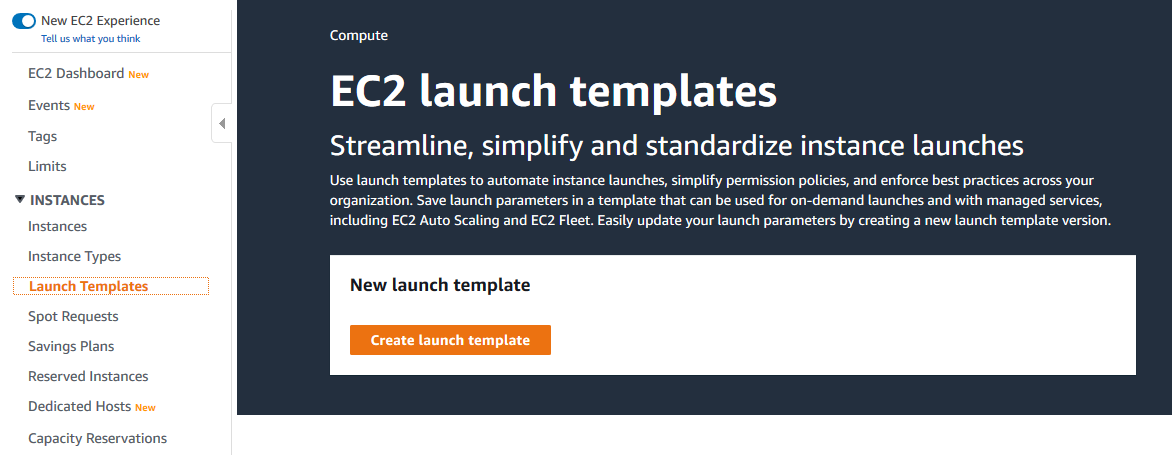 New EC2 Experience
Tell us what you think
EC2 Dashboard New
Events New
Tags
Limits
INSTANCES
Instances
Instance Types
Launch Templates
Spot Requests
Savings Plans
Reserved Instances
Dedicated Hosts New
Capacity Reservations
Compute
EC2 launch templates
Streamline, simplify and standardize instance launches
Use launch templates to automate instance launches, simplify permission policies, and enforce best practices across your
organization. Save launch parameters in a template that can be used for on-demand launches and with managed services,
including EC2 Auto Scaling and EC2 Fleet. Easily update your launch parameters by creating a new launch template version.
New launch template
Create launch template